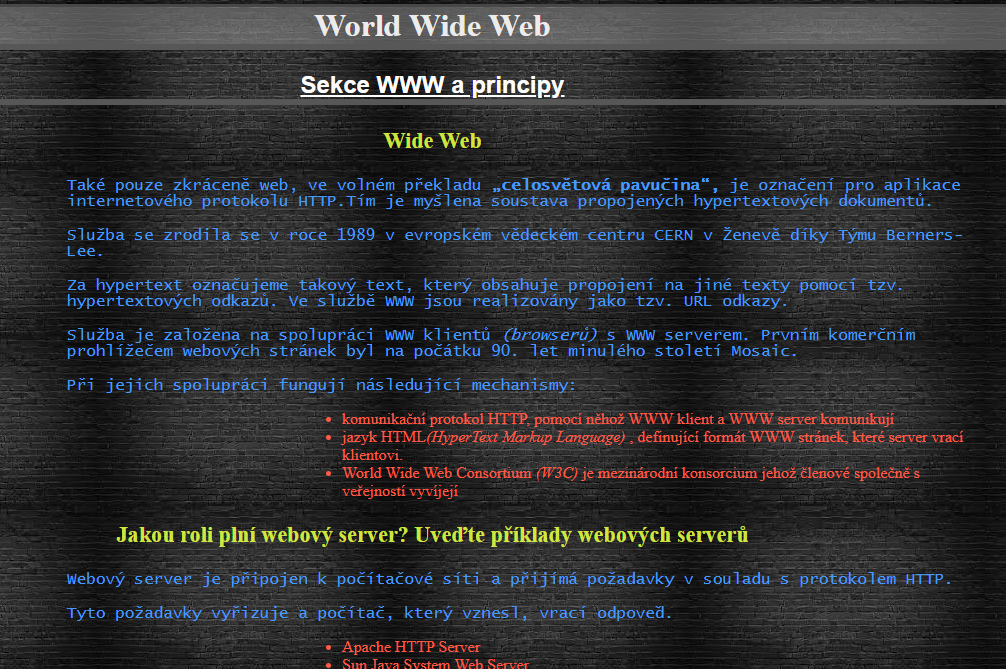 World Wide Web
Sekce WWW a principy
Wide Web
Také pouze zkráceně web, ve volném překladu „celosvětová pavučina“, je označení pro aplikace
internetového protokolu HTTP.Tím je myšlena soustava propojených hypertextových dokumentů.
Služba se zrodila se v roce 1989 v evropském vědeckém centru CERN v Ženevě díky Týmu Berners-
Lee.
Za hypertext označujeme takový text, který obsahuje propojení na jiné texty pomocí tzv.
hypertextových odkazů. Ve službě WWW jsou realizovány jako tzv. URL odkazy.
Služba je založena na spolupráci WWW klientů (browserů) s WWW serverem. Prvním komerčním
prohlížečem webových stránek byl na počátku 90. let minulého století Mosaic.
Při jejich spolupráci fungují následující mechanismy:
• komunikační protokol HTTP, pomocí něhož WWW klient a WWW server komunikují
• jazyk HTML(HyperText Markup Language) , definující formát WWW stránek, které server vrací
klientovi.
• World Wide Web Consortium (W3C) je mezinárodní konsorcium jehož členové společně s
veřejností vyvíjejí
Jakou roli plní webový server? Uveďte příklady webových serverů
Webový server je připojen k počítačové síti a přijímá požadavky v souladu s protokolem HTTP.
Tyto požadavky vyřizuje a počítač, který vznesl, vrací odpoveď.
• Apache HTTP Server
• Sun Java System Web Server